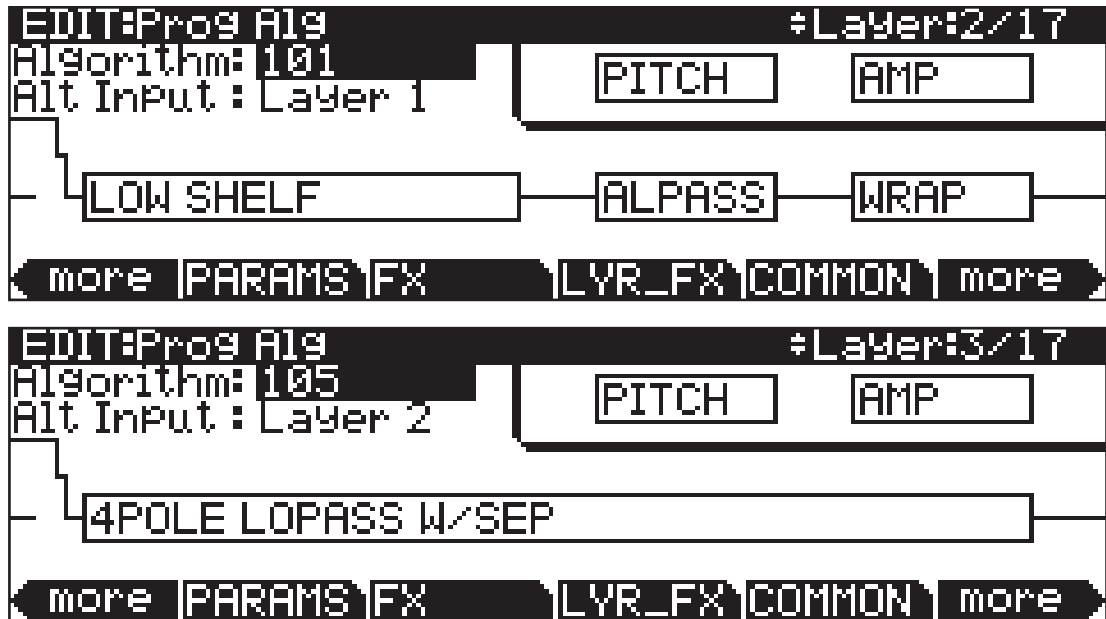 EDIT:Prog Alg Layer:2/17
Algorithm: 101
Alt Input : Layer 1
PITCH AMP
LOW SHELF ALPASS WRAP
more PARAMS FX LYR_FX COMMON more
EDIT:Prog Alg Layer:3/17
Algorithm: 105
Alt Input : Layer 2
PITCH AMP
4POLE LOPASS W/SEP
more PARAMS FX LYR_FX COMMON more